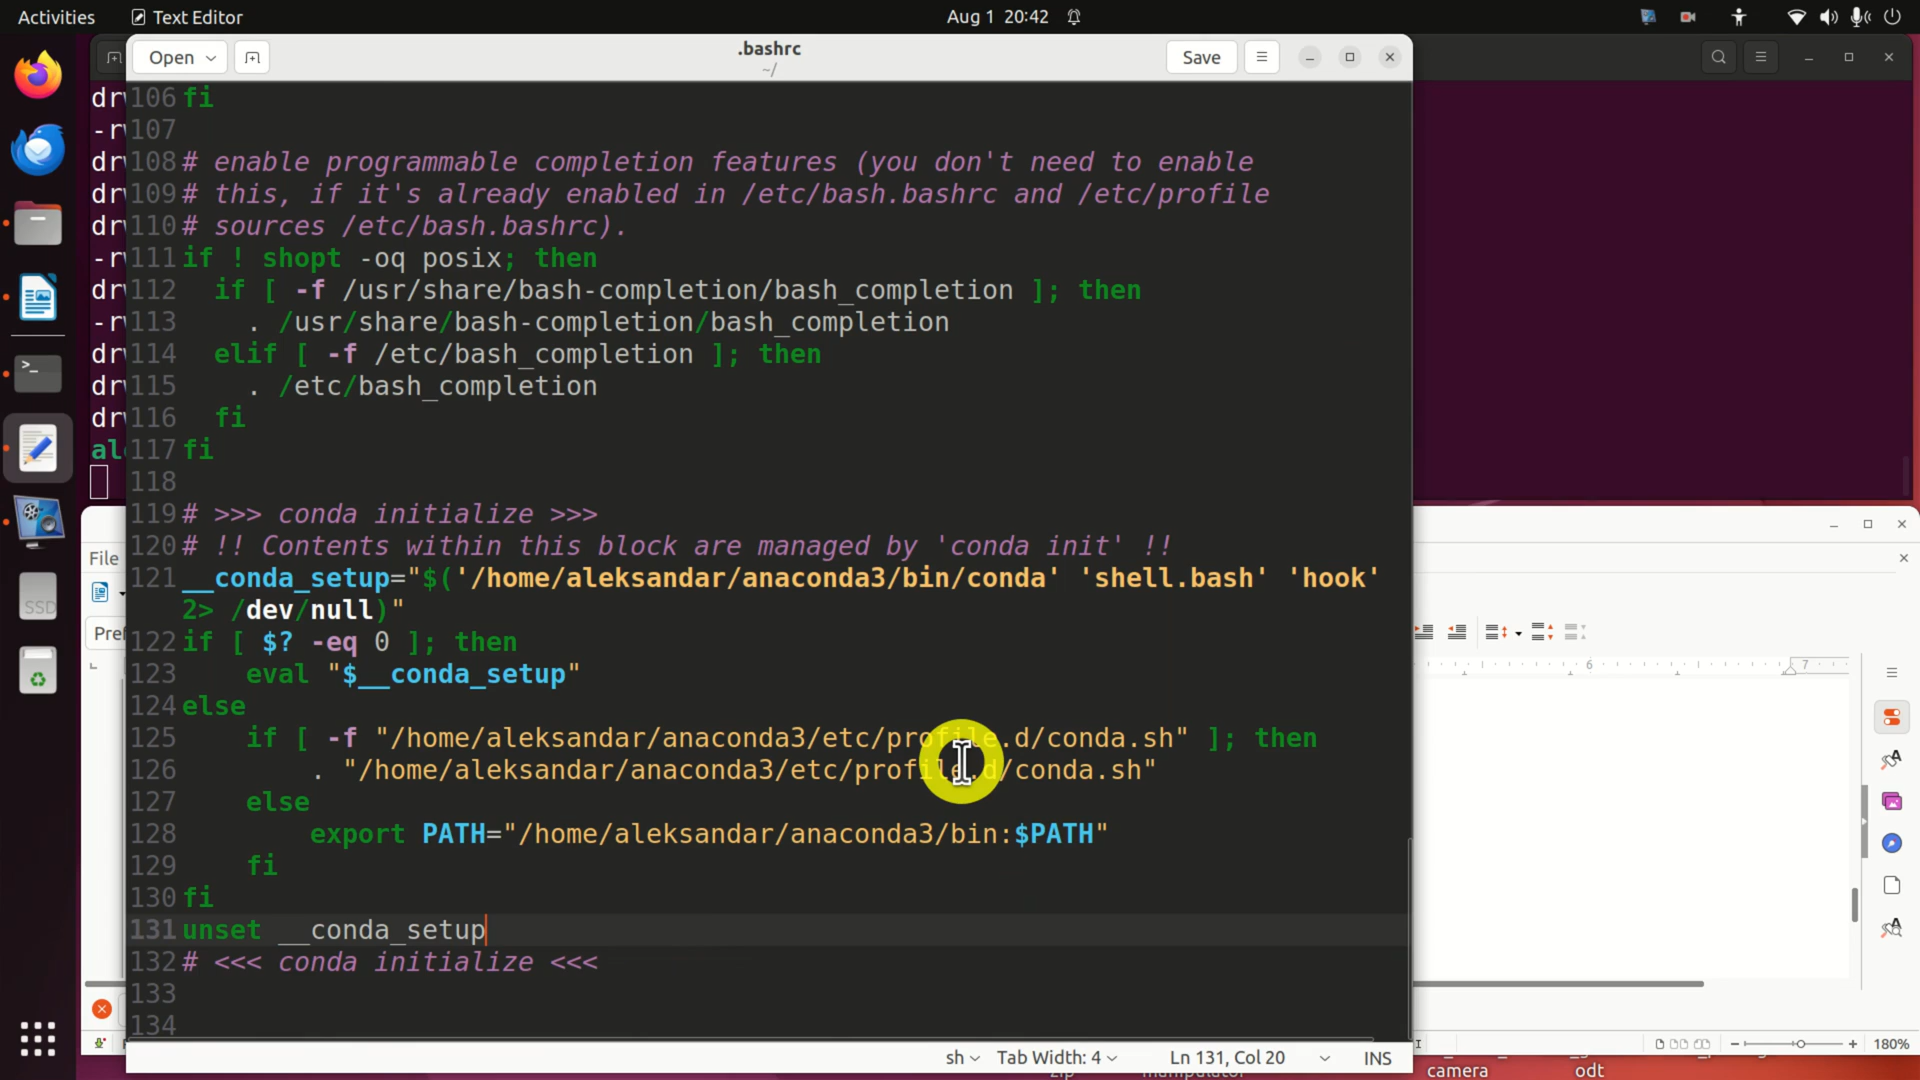 Activities
Text Editor
Aug 1 20:42
Open
.bashrc
~/
Save
106 fi
107
108 # enable programmable completion features (you don't need to enable
109 # this, if it's already enabled in /etc/bash.bashrc and /etc/profile
110 # sources /etc/bash.bashrc).
111 if ! shopt -oq posix; then
112   if [ -f /usr/share/bash-completion/bash_completion ]; then
113     . /usr/share/bash-completion/bash_completion
114   elif [ -f /etc/bash_completion ]; then
115     . /etc/bash_completion
116   fi
117 fi
118
119 # >>> conda initialize >>>
120 # !! Contents within this block are managed by 'conda init' !!
121 __conda_setup="$('/home/aleksandar/anaconda3/bin/conda' 'shell.bash' 'hook'
2> /dev/null)"
122 if [ $? -eq 0 ]; then
123     eval "$__conda_setup"
124 else
125     if [ -f "/home/aleksandar/anaconda3/etc/profile.d/conda.sh" ]; then
126         . "/home/aleksandar/anaconda3/etc/profile.d/conda.sh"
127     else
128         export PATH="/home/aleksandar/anaconda3/bin:$PATH"
129     fi
130 fi
131 unset __conda_setup
132 # <<< conda initialize <<<
133
134
sh
Tab Width: 4
Ln 131, Col 20
INS
File
SSD
6
7
180%
camera
odt